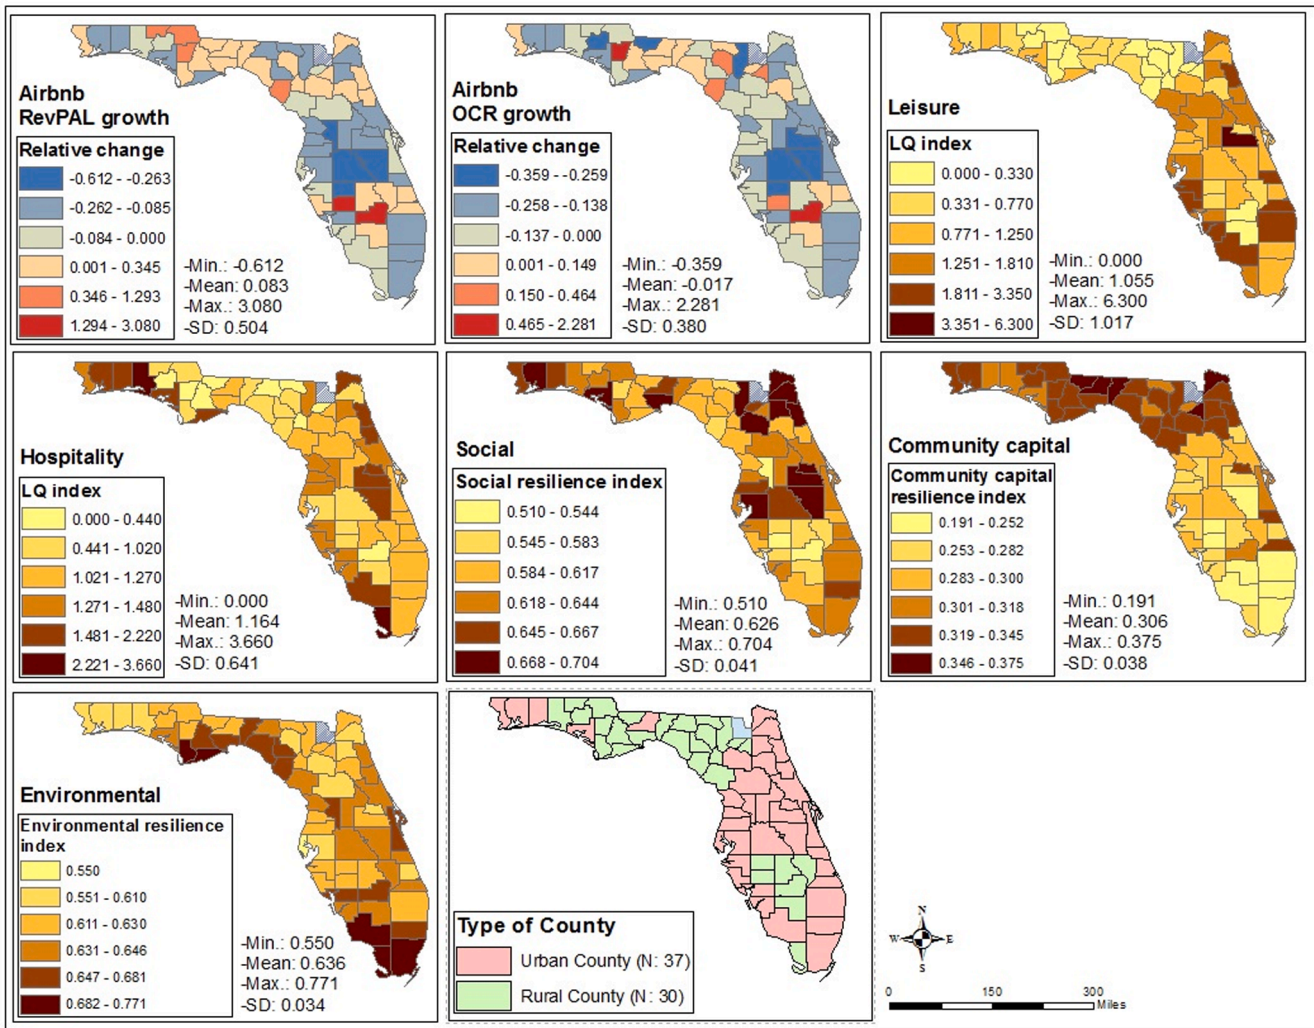 Airbnb
RevPAL growth
Relative change
-0.612 - -0.263
-0.262 - -0.085
-0.084 - 0.000
0.001 - 0.345
0.346 - 1.293
1.294 - 3.080
-Min.: -0.612
-Mean: 0.083
-Max.: 3.080
-SD: 0.504
Airbnb
OCR growth
Relative change
-0.359 - -0.259
-0.258 - -0.138
-0.137 - 0.000
0.001 - 0.149
0.150 - 0.464
0.465 - 2.281
-Min.: -0.359
-Mean: -0.017
-Max.: 2.281
-SD: 0.380
Leisure
LQ index
0.000 - 0.330
0.331 - 0.770
0.771 - 1.250
1.251 - 1.810
1.811 - 3.350
3.351 - 6.300
-Min.: 0.000
-Mean: 1.055
-Max.: 6.300
-SD: 1.017
Hospitality
LQ index
0.000 - 0.440
0.441 - 1.020
1.021 - 1.270
1.271 - 1.480
1.481 - 2.220
2.221 - 3.660
-Min.: 0.000
-Mean: 1.164
-Max.: 3.660
-SD: 0.641
Social
Social resilience index
0.510 - 0.544
0.545 - 0.583
0.584 - 0.617
0.618 - 0.644
0.645 - 0.667
0.668 - 0.704
-Min.: 0.510
-Mean: 0.626
-Max.: 0.704
-SD: 0.041
Community capital
Community capital
resilience index
0.191 - 0.252
0.253 - 0.282
0.283 - 0.300
0.301 - 0.318
0.319 - 0.345
0.346 - 0.375
-Min.: 0.191
-Mean: 0.306
-Max.: 0.375
-SD: 0.038
Environmental
Environmental resilience
index
0.550
0.551 - 0.610
0.611 - 0.630
0.631 - 0.646
0.647 - 0.681
0.682 - 0.771
-Min.: 0.550
-Mean: 0.636
-Max.: 0.771
-SD: 0.034
Type of County
Urban County (N: 37)
Rural County (N: 30)
N
W E
S
0 150 300
Miles